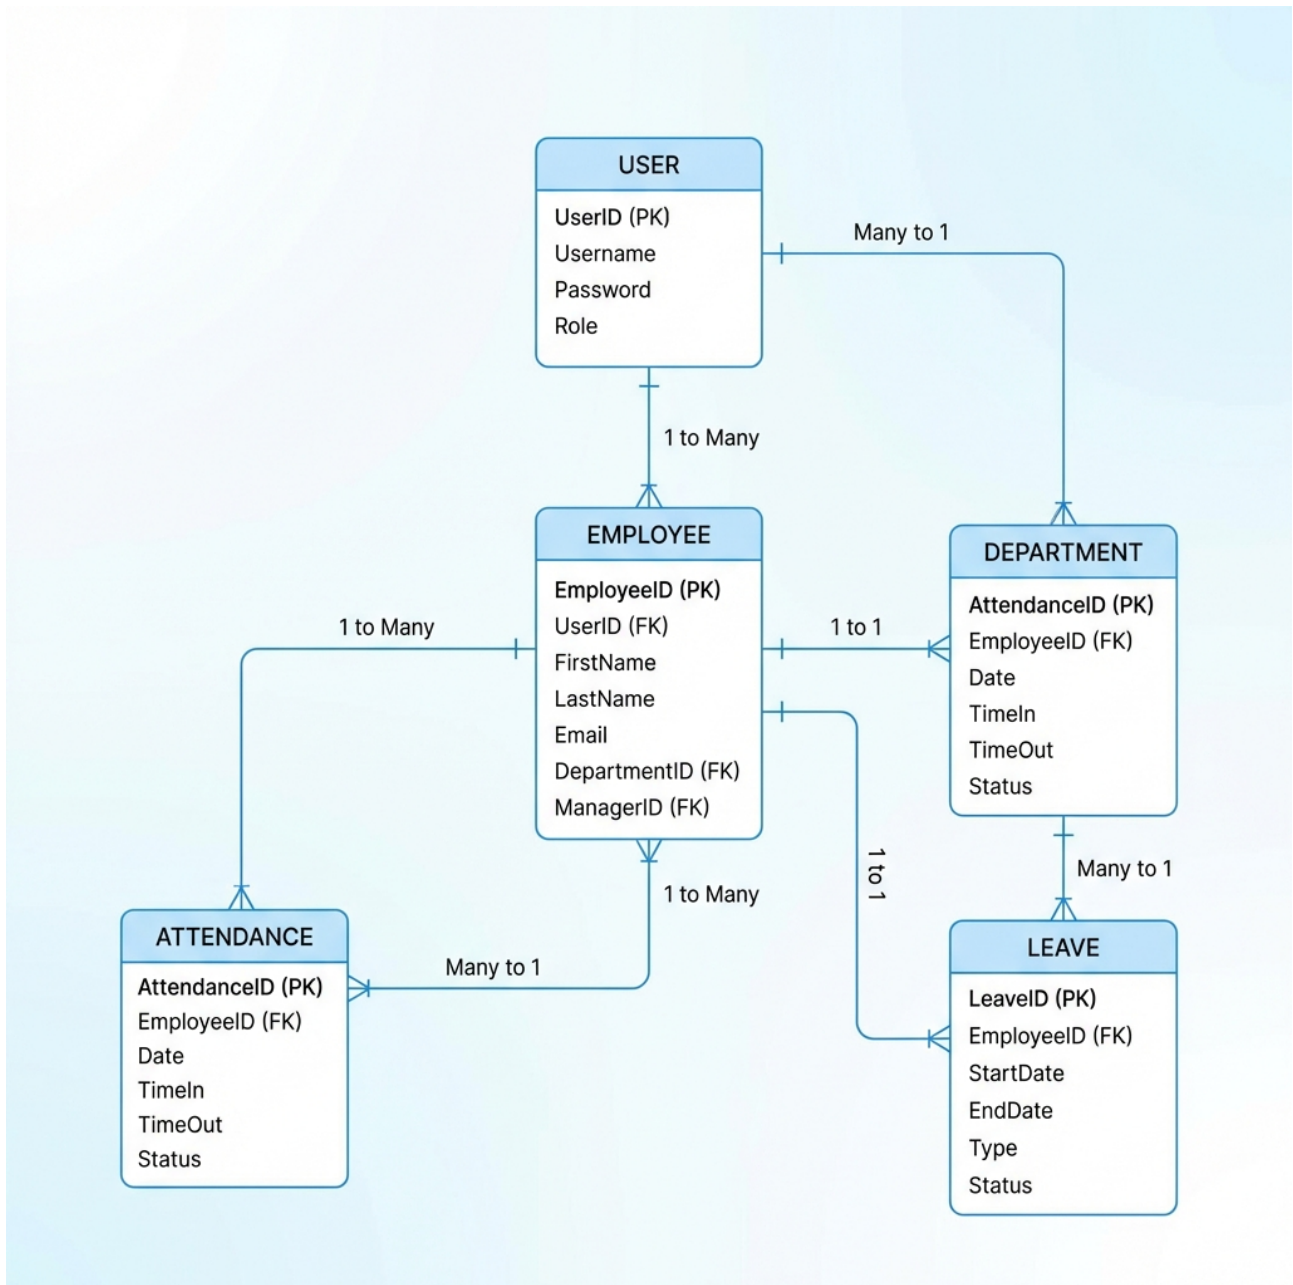 USER
UserID (PK)
Username
Password
Role
Many to 1
1 to Many
EMPLOYEE
EmployeeID (PK)
UserID (FK)
FirstName
LastName
Email
DepartmentID (FK)
ManagerID (FK)
1 to Many
1 to 1
DEPARTMENT
AttendanceID (PK)
EmployeeID (FK)
Date
TimeIn
TimeOut
Status
1 to 1
Many to 1
1 to Many
Many to 1
ATTENDANCE
AttendanceID (PK)
EmployeeID (FK)
Date
TimeIn
TimeOut
Status
LEAVE
LeaveID (PK)
EmployeeID (FK)
StartDate
EndDate
Type
Status